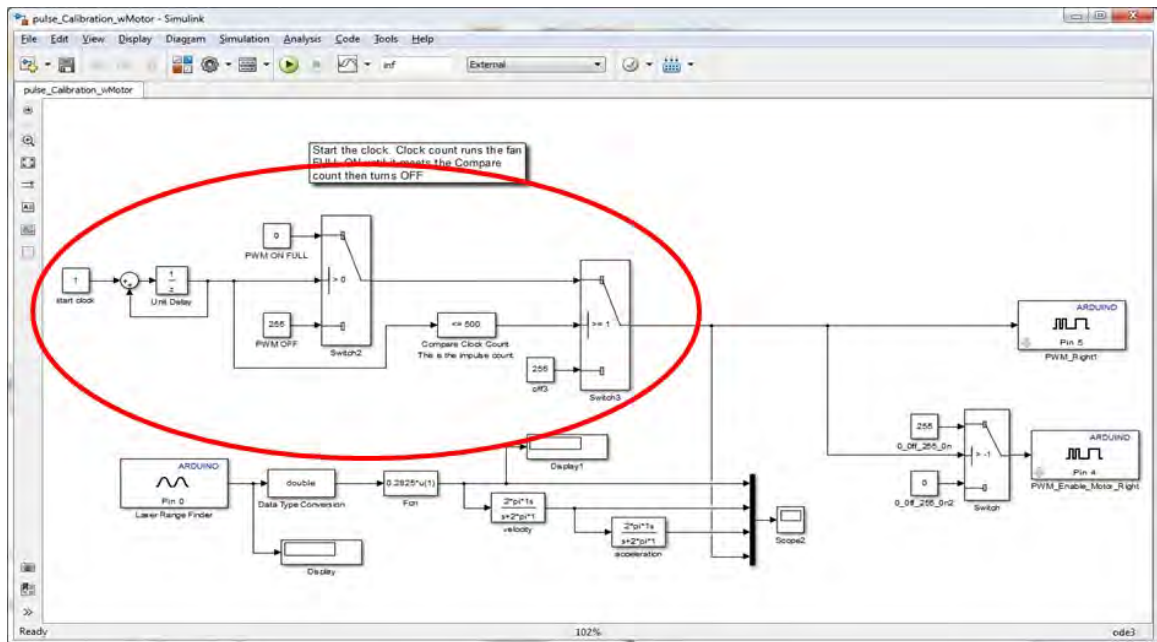 pulse_Calibration_wMotor - Simulink
File Edit View Display Diagram Simulation Analysis Code Tools Help
inf
External
pulse_Calibration_wMotor
Start the clock. Clock count runs the fan
FULL ON until it meets the Compare
count then turns OFF
0
PWM ON FULL
1
start clock
1
z
Unit Delay
> 0
255
PWM OFF
Switch2
<= 500
Compare Clock Count
This is the impulse count
>= 1
255
off3
Switch3
ARDUINO
Pin 5
PWM_Right1
255
0_0ff_255_0n
> -1
0
0_0ff_255_0n2
Switch
ARDUINO
Pin 4
PWM_Enable_Motor_Right
Display1
ARDUINO
Pin 0
Laser Range Finder
double
Data Type Conversion
0.2825*u(1)
Fcn
2*pi*1s
s+2*pi*1
velocity
2*pi*1s
s+2*pi*1
acceleration
Scope2
Display
Ready
102%
ode3